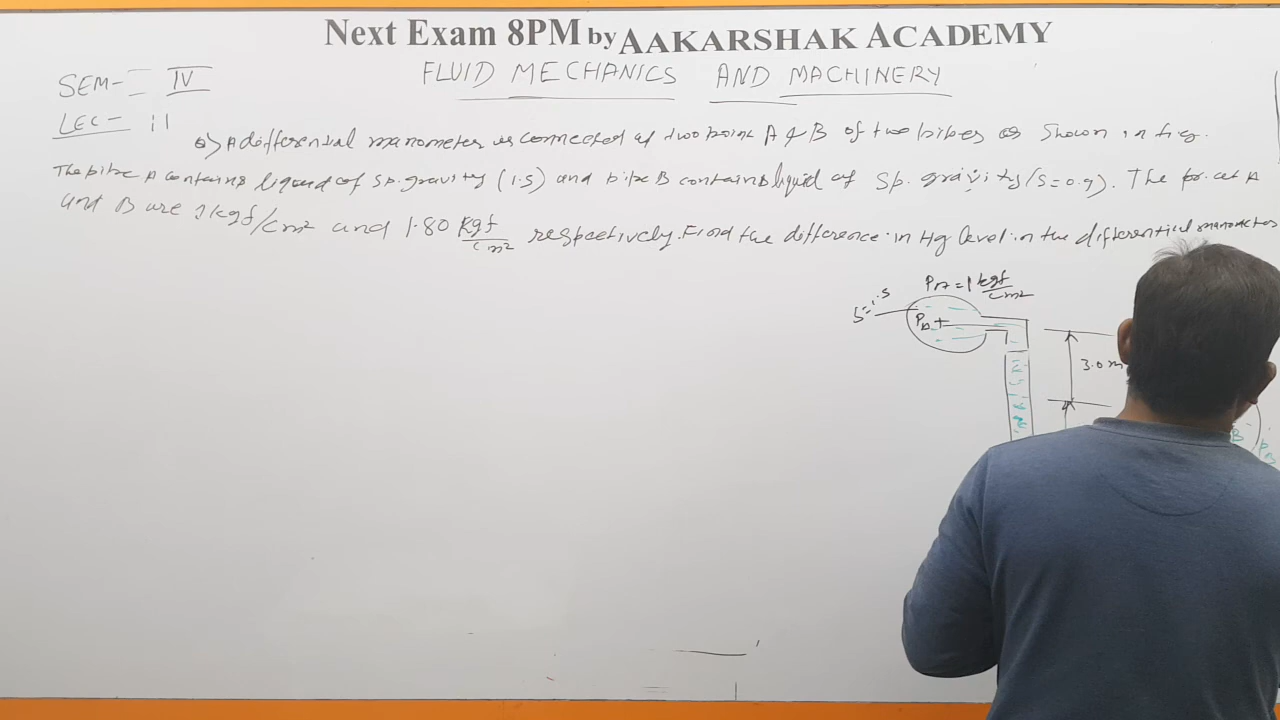 Next Exam 8PM by AAKARSHAK ACADEMY
SEM- IV
FLUID MECHANICS AND MACHINERY
LEC- 11
Q) A differential manometer is connected at two point A & B of two pipes as Shown in fig.
The pipe A contains liquid of sp. gravity (1.5) and pipe B contains liquid of Sp. gravity (S=0.9). The pr. at A
and B are 1kgf/cm² and 1.80 kgf/cm² respectively. Find the difference in Hg level in the differential manometer
PA = 1 kgf/cm²
S=1.5
PA +
3.0 m
B
PB